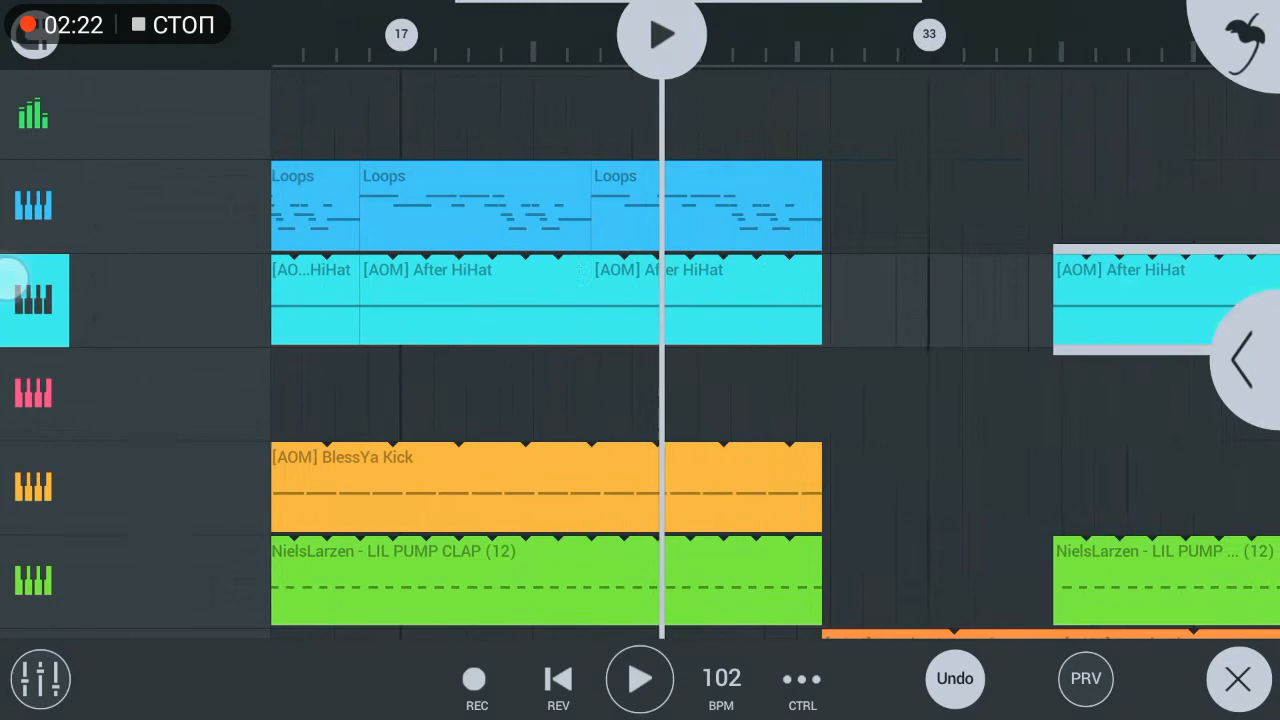 02:22 СТОП
17
33
Loops
Loops
Loops
[AO...HiHat
[AOM] After HiHat
[AOM] After HiHat
[AOM] After HiHat
[AOM] BlessYa Kick
NielsLarzen - LIL PUMP CLAP (12)
NielsLarzen - LIL PUMP ... (12)
102
Undo
PRV
REC
REV
BPM
CTRL